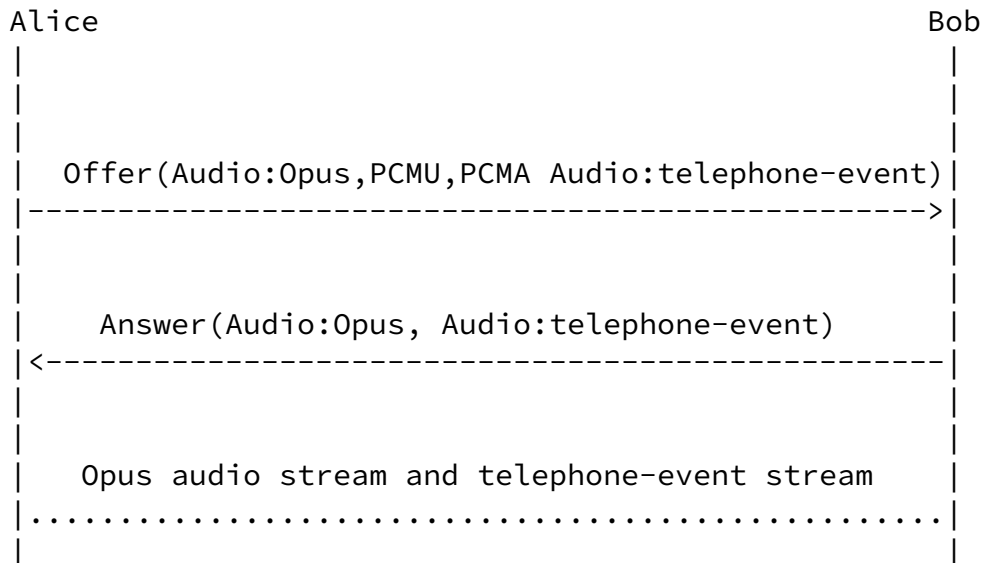 Alice Bob
| |
| |
| |
| Offer(Audio:Opus,PCMU,PCMA Audio:telephone-event)|
|-------------------------------------------------->|
| |
| |
| Answer(Audio:Opus, Audio:telephone-event) |
|<--------------------------------------------------|
| |
| |
| Opus audio stream and telephone-event stream |
|...................................................|
| |